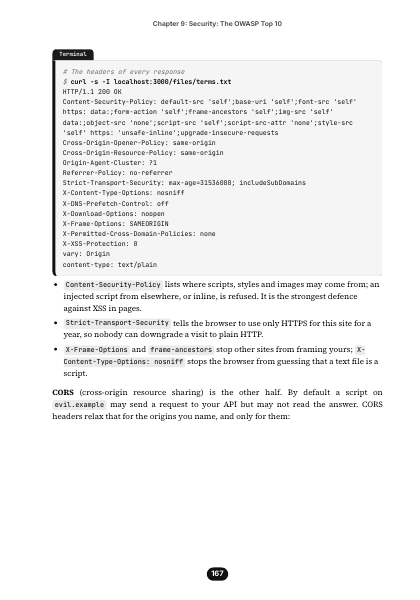 Chapter 9: Security: The OWASP Top 10
Terminal
# The headers of every response
$ curl -s -I localhost:3000/files/terms.txt
HTTP/1.1 200 OK
Content-Security-Policy: default-src 'self';base-uri 'self';font-src 'self'
https: data:;form-action 'self';frame-ancestors 'self';img-src 'self'
data:;object-src 'none';script-src 'self';script-src-attr 'none';style-src
'self' https: 'unsafe-inline';upgrade-insecure-requests
Cross-Origin-Opener-Policy: same-origin
Cross-Origin-Resource-Policy: same-origin
Origin-Agent-Cluster: ?1
Referrer-Policy: no-referrer
Strict-Transport-Security: max-age=31536000; includeSubDomains
X-Content-Type-Options: nosniff
X-DNS-Prefetch-Control: off
X-Download-Options: noopen
X-Frame-Options: SAMEORIGIN
X-Permitted-Cross-Domain-Policies: none
X-XSS-Protection: 0
vary: Origin
content-type: text/plain
• Content-Security-Policy lists where scripts, styles and images may come from; an
injected script from elsewhere, or inline, is refused. It is the strongest defence
against XSS in pages.
• Strict-Transport-Security tells the browser to use only HTTPS for this site for a
year, so nobody can downgrade a visit to plain HTTP.
• X-Frame-Options and frame-ancestors stop other sites from framing yours; X-
Content-Type-Options: nosniff stops the browser from guessing that a text file is a
script.
CORS (cross-origin resource sharing) is the other half. By default a script on
evil.example may send a request to your API but may not read the answer. CORS
headers relax that for the origins you name, and only for them:
167